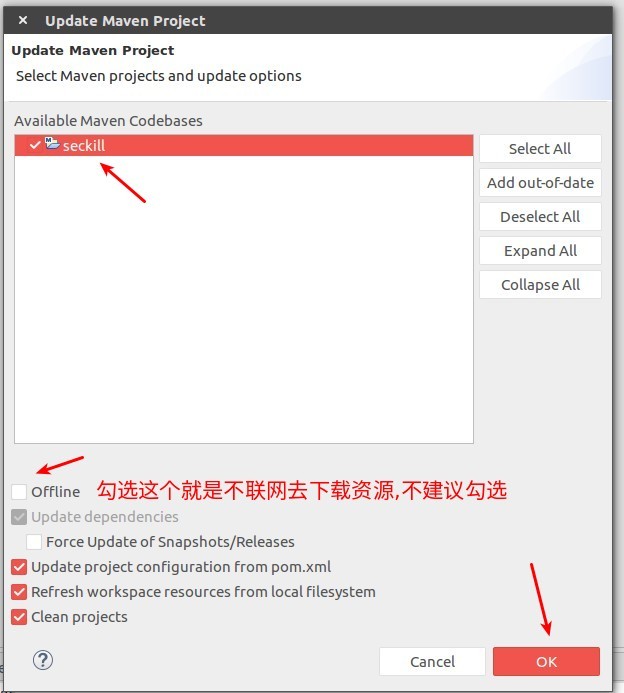 Update Maven Project
Update Maven Project
Select Maven projects and update options
Available Maven Codebases
seckill
Select All
Add out-of-date
Deselect All
Expand All
Collapse All
Offline 勾选这个就是不联网去下载资源,不建议勾选
Update dependencies
Force Update of Snapshots/Releases
Update project configuration from pom.xml
Refresh workspace resources from local filesystem
Clean projects
?
Cancel
OK